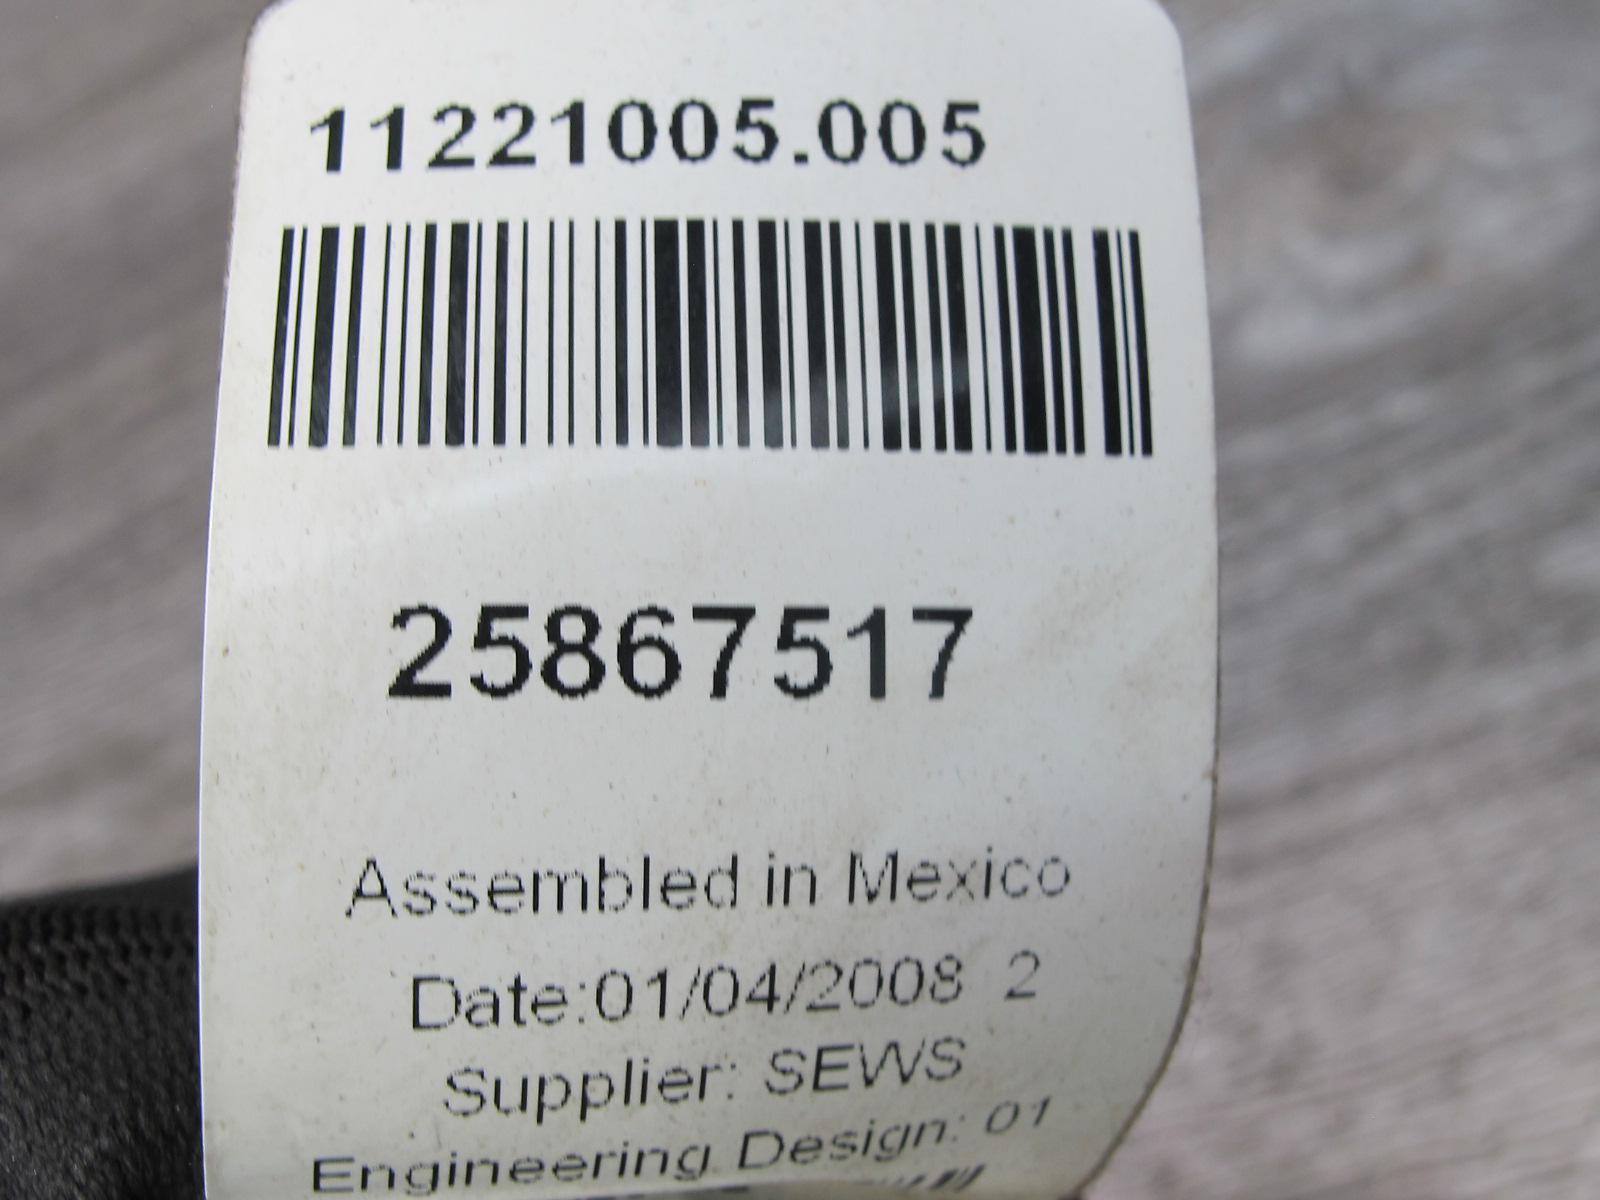 11221005.005
25867517
Assembled in Mexico
Date:01/04/2008 2
Supplier: SEWS
Engineering Design: 01